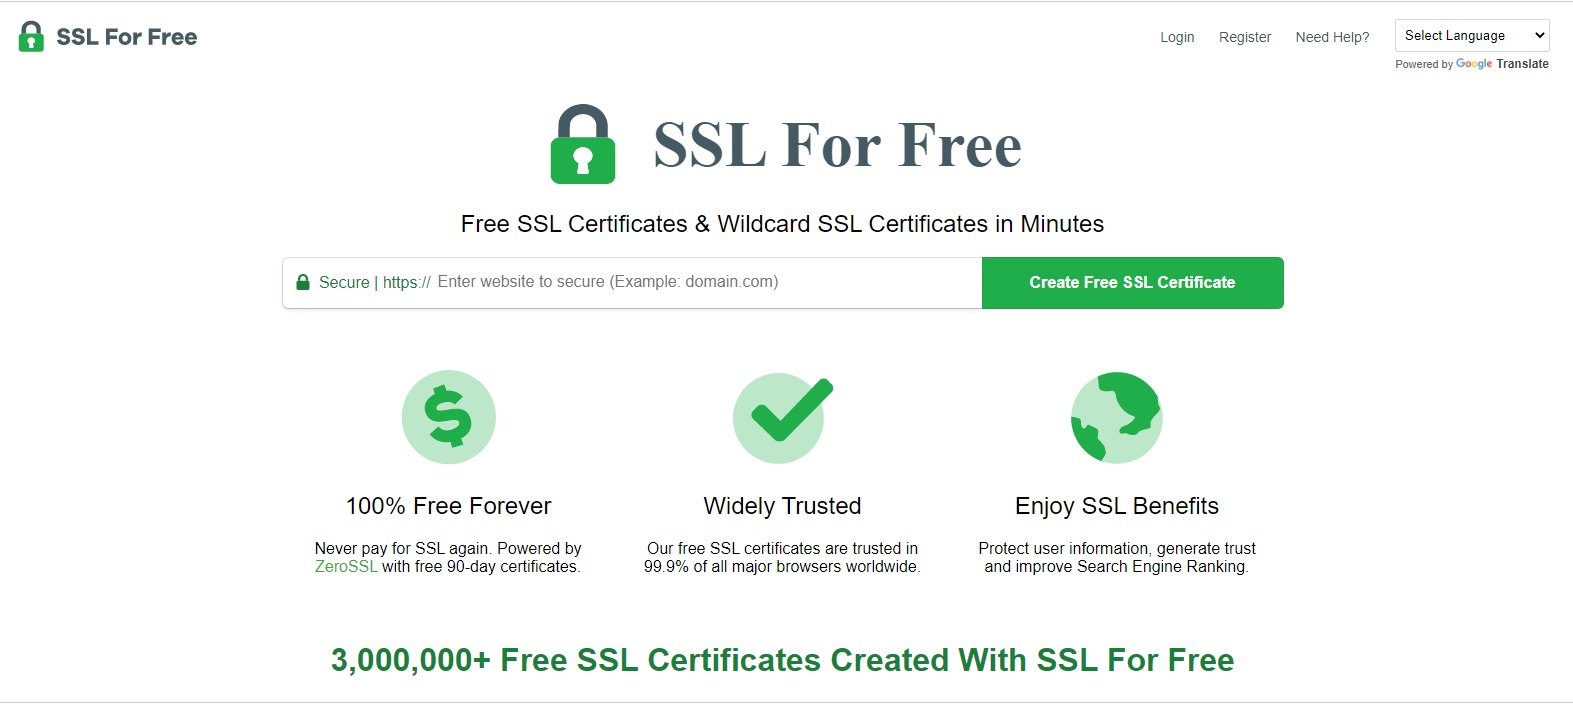 SSL For Free
Login Register Need Help? Select Language
Powered by Google Translate
SSL For Free
Free SSL Certificates & Wildcard SSL Certificates in Minutes
Secure | https:// Enter website to secure (Example: domain.com) Create Free SSL Certificate
100% Free Forever
Never pay for SSL again. Powered by
ZeroSSL with free 90-day certificates.
Widely Trusted
Our free SSL certificates are trusted in
99.9% of all major browsers worldwide.
Enjoy SSL Benefits
Protect user information, generate trust
and improve Search Engine Ranking.
3,000,000+ Free SSL Certificates Created With SSL For Free